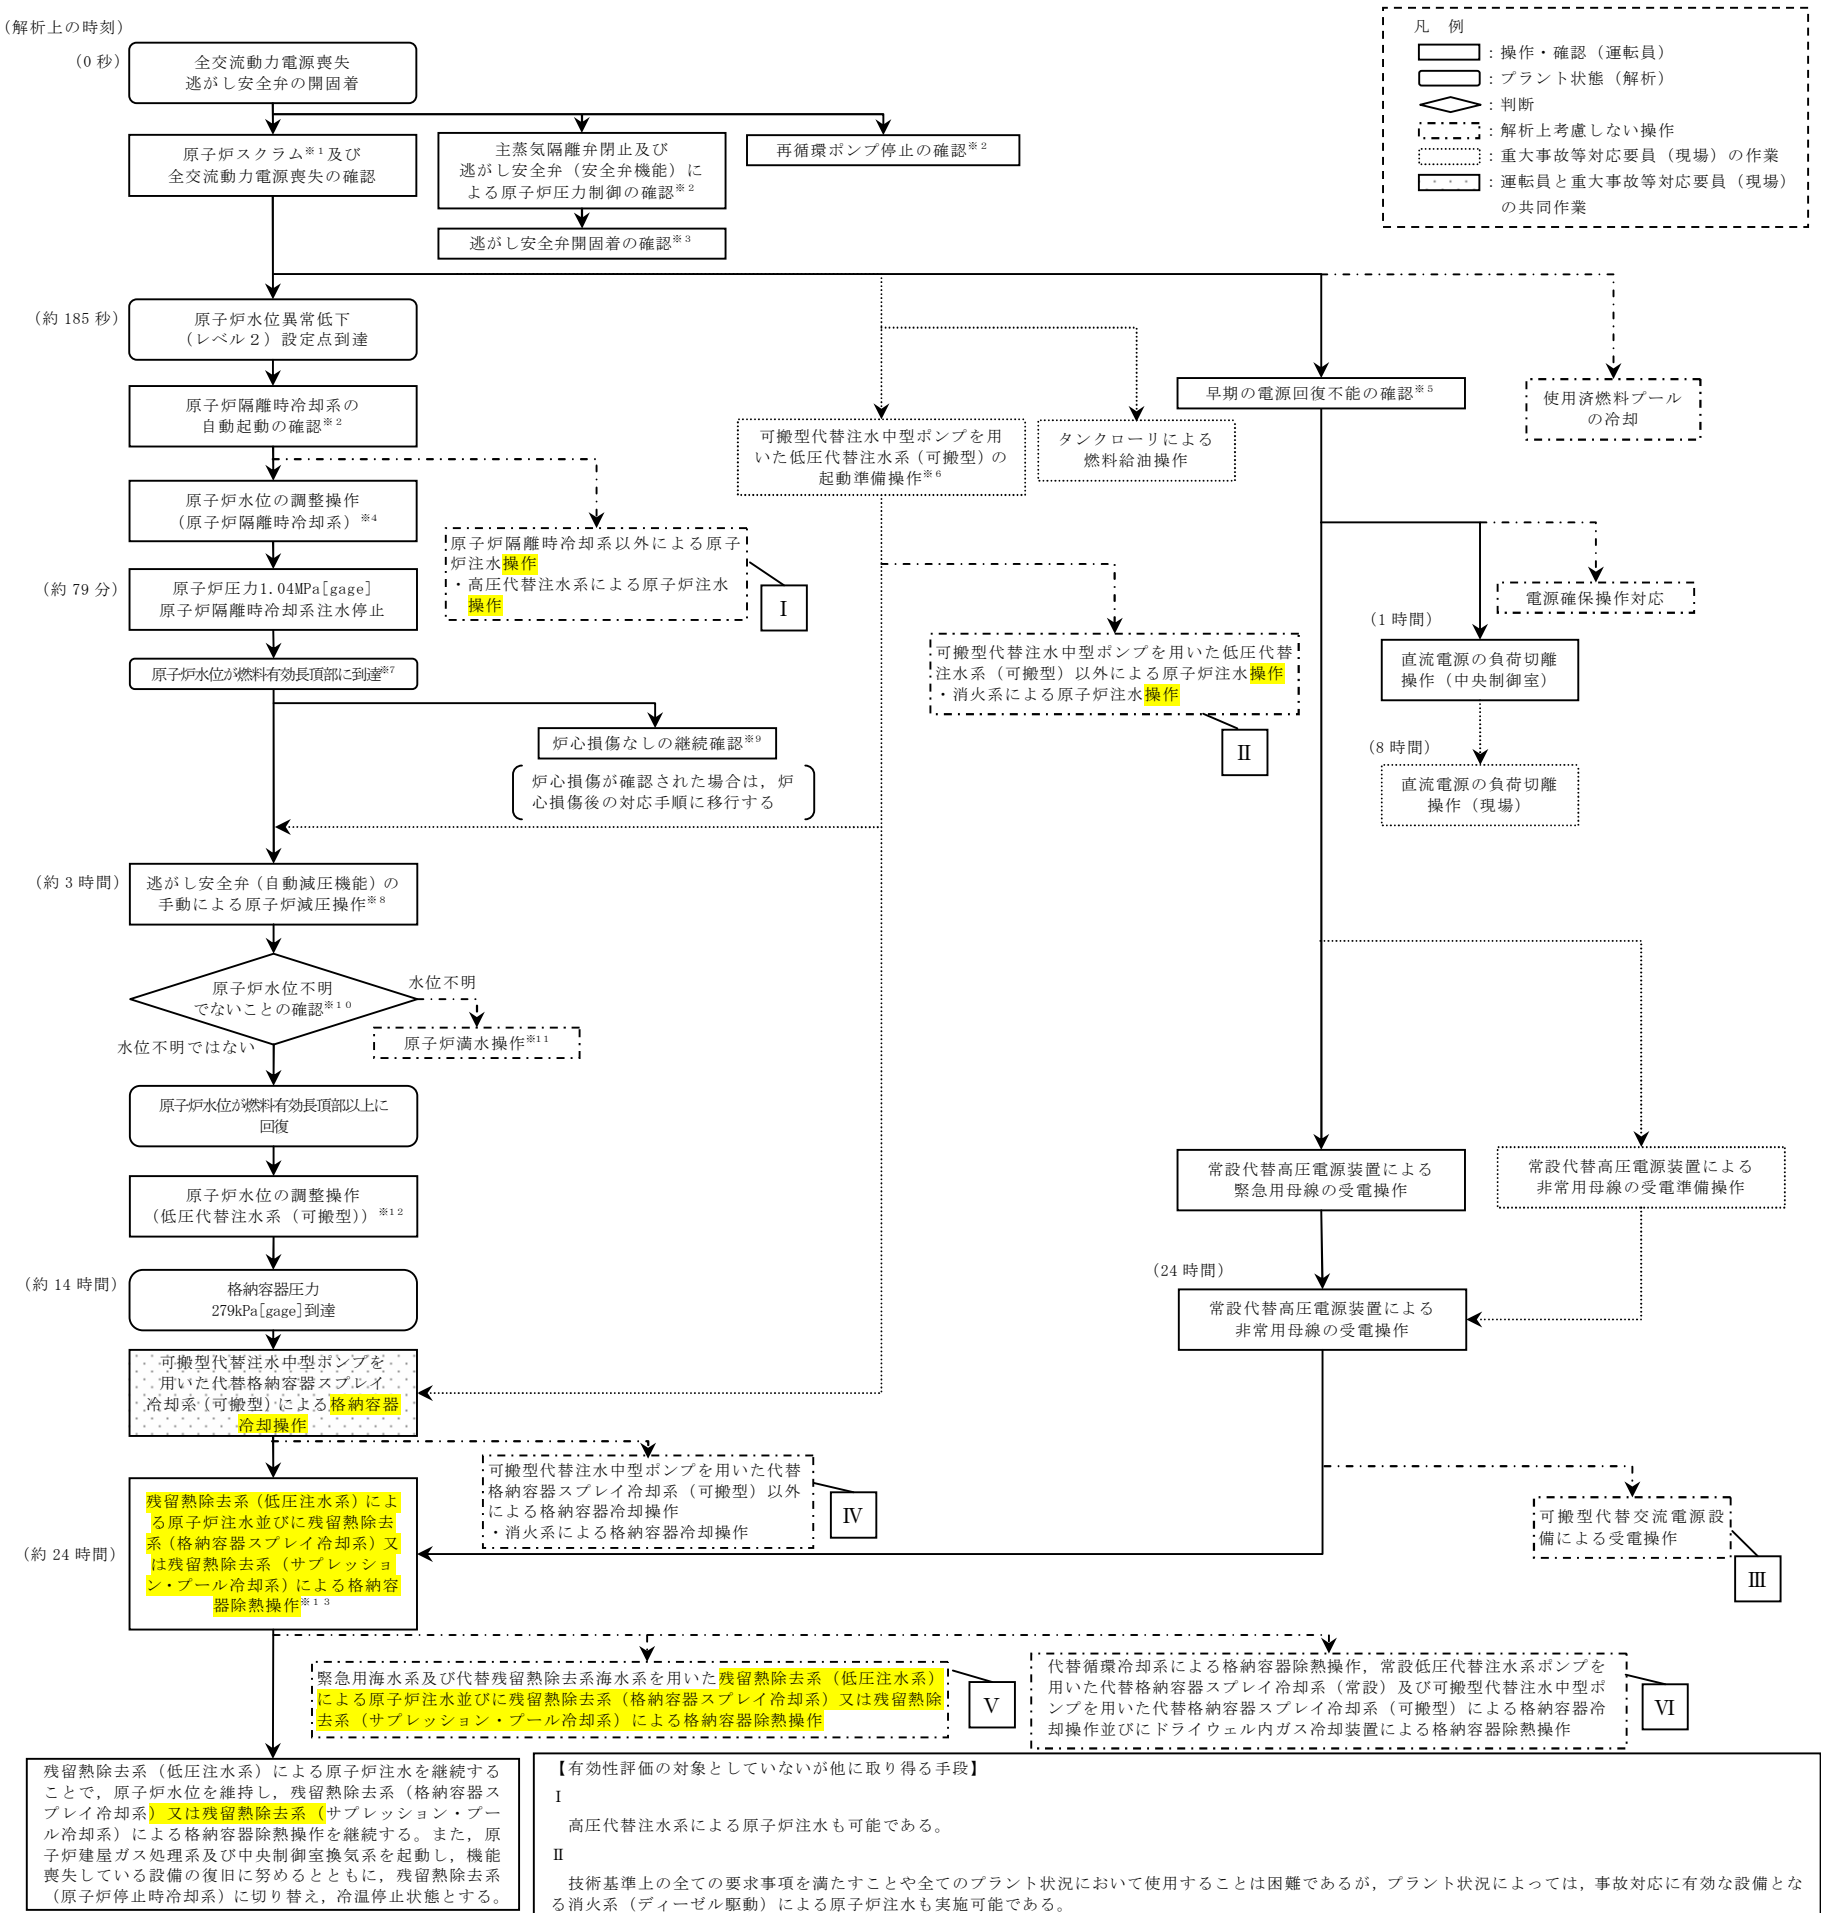 （解析上の時刻）
（0 秒）
全交流動力電源喪失
逃がし安全弁の開固着
凡　例
：操作・確認（運転員）
：プラント状態（解析）
：判断
：解析上考慮しない操作
：重大事故等対応要員（現場）の作業
：運転員と重大事故等対応要員（現場）
の共同作業
原子炉スクラム※1及び
全交流動力電源喪失の確認
主蒸気隔離弁閉止及び
逃がし安全弁（安全弁機能）に
よる原子炉圧力制御の確認※2
再循環ポンプ停止の確認※2
逃がし安全弁開固着の確認※3
（約 185 秒）
原子炉水位異常低下
（レベル２）設定点到達
原子炉隔離時冷却系の
自動起動の確認※2
早期の電源回復不能の確認※5
使用済燃料プール
の冷却
可搬型代替注水中型ポンプを用
いた低圧代替注水系（可搬型）の
起動準備操作※6
タンクローリによる
燃料給油操作
原子炉水位の調整操作
（原子炉隔離時冷却系）※4
原子炉隔離時冷却系以外による原子
炉注水操作
・高圧代替注水系による原子炉注水
操作
Ⅰ
（約 79 分）
原子炉圧力1.04MPa[gage]
原子炉隔離時冷却系注水停止
電源確保操作対応
（1 時間）
直流電源の負荷切離
操作（中央制御室）
可搬型代替注水中型ポンプを用いた低圧代替
注水系（可搬型）以外による原子炉注水操作
・消火系による原子炉注水操作
Ⅱ
原子炉水位が燃料有効長頂部に到達※7
炉心損傷なしの継続確認※9
炉心損傷が確認された場合は，炉
心損傷後の対応手順に移行する
（8 時間）
直流電源の負荷切離
操作（現場）
（約 3 時間）
逃がし安全弁（自動減圧機能）の
手動による原子炉減圧操作※8
原子炉水位不明
でないことの確認※10
水位不明
原子炉満水操作※11
水位不明ではない
原子炉水位が燃料有効長頂部以上に
回復
原子炉水位の調整操作
（低圧代替注水系（可搬型））※12
常設代替高圧電源装置による
緊急用母線の受電操作
常設代替高圧電源装置による
非常用母線の受電準備操作
（約 14 時間）
格納容器圧力
279kPa[gage]到達
（24 時間）
常設代替高圧電源装置による
非常用母線の受電操作
可搬型代替注水中型ポンプを
用いた代替格納容器スプレイ
冷却系（可搬型）による格納容器
冷却操作
可搬型代替注水中型ポンプを用いた代替
格納容器スプレイ冷却系（可搬型）以外
による格納容器冷却操作
・消火系による格納容器冷却操作
Ⅳ
可搬型代替交流電源設
備による受電操作
Ⅲ
（約 24 時間）
残留熱除去系（低圧注水系）によ
る原子炉注水並びに残留熱除去
系（格納容器スプレイ冷却系）又
は残留熱除去系（サプレッショ
ン・プール冷却系）による格納容
器除熱操作※13
緊急用海水系及び代替残留熱除去系海水系を用いた残留熱除去系（低圧注水系）
による原子炉注水並びに残留熱除去系（格納容器スプレイ冷却系）又は残留熱除
去系（サプレッション・プール冷却系）による格納容器除熱操作
Ⅴ
代替循環冷却系による格納容器除熱操作，常設低圧代替注水系ポンプを
用いた代替格納容器スプレイ冷却系（常設）及び可搬型代替注水中型ポ
ンプを用いた代替格納容器スプレイ冷却系（可搬型）による格納容器冷
却操作並びにドライウェル内ガス冷却装置による格納容器除熱操作
Ⅵ
残留熱除去系（低圧注水系）による原子炉注水を継続する
ことで，原子炉水位を維持し，残留熱除去系（格納容器ス
プレイ冷却系）又は残留熱除去系（サプレッション・プー
ル冷却系）による格納容器除熱操作を継続する。また，原
子炉建屋ガス処理系及び中央制御室換気系を起動し，機能
喪失している設備の復旧に努めるとともに，残留熱除去系
（原子炉停止時冷却系）に切り替え，冷温停止状態とする。
【有効性評価の対象としていないが他に取り得る手段】
Ⅰ
高圧代替注水系による原子炉注水も可能である。
Ⅱ
技術基準上の全ての要求事項を満たすことや全てのプラント状況において使用することは困難であるが，プラント状況によっては，事故対応に有効な設備とな
る消火系（ディーゼル駆動）による原子炉注水も実施可能である。